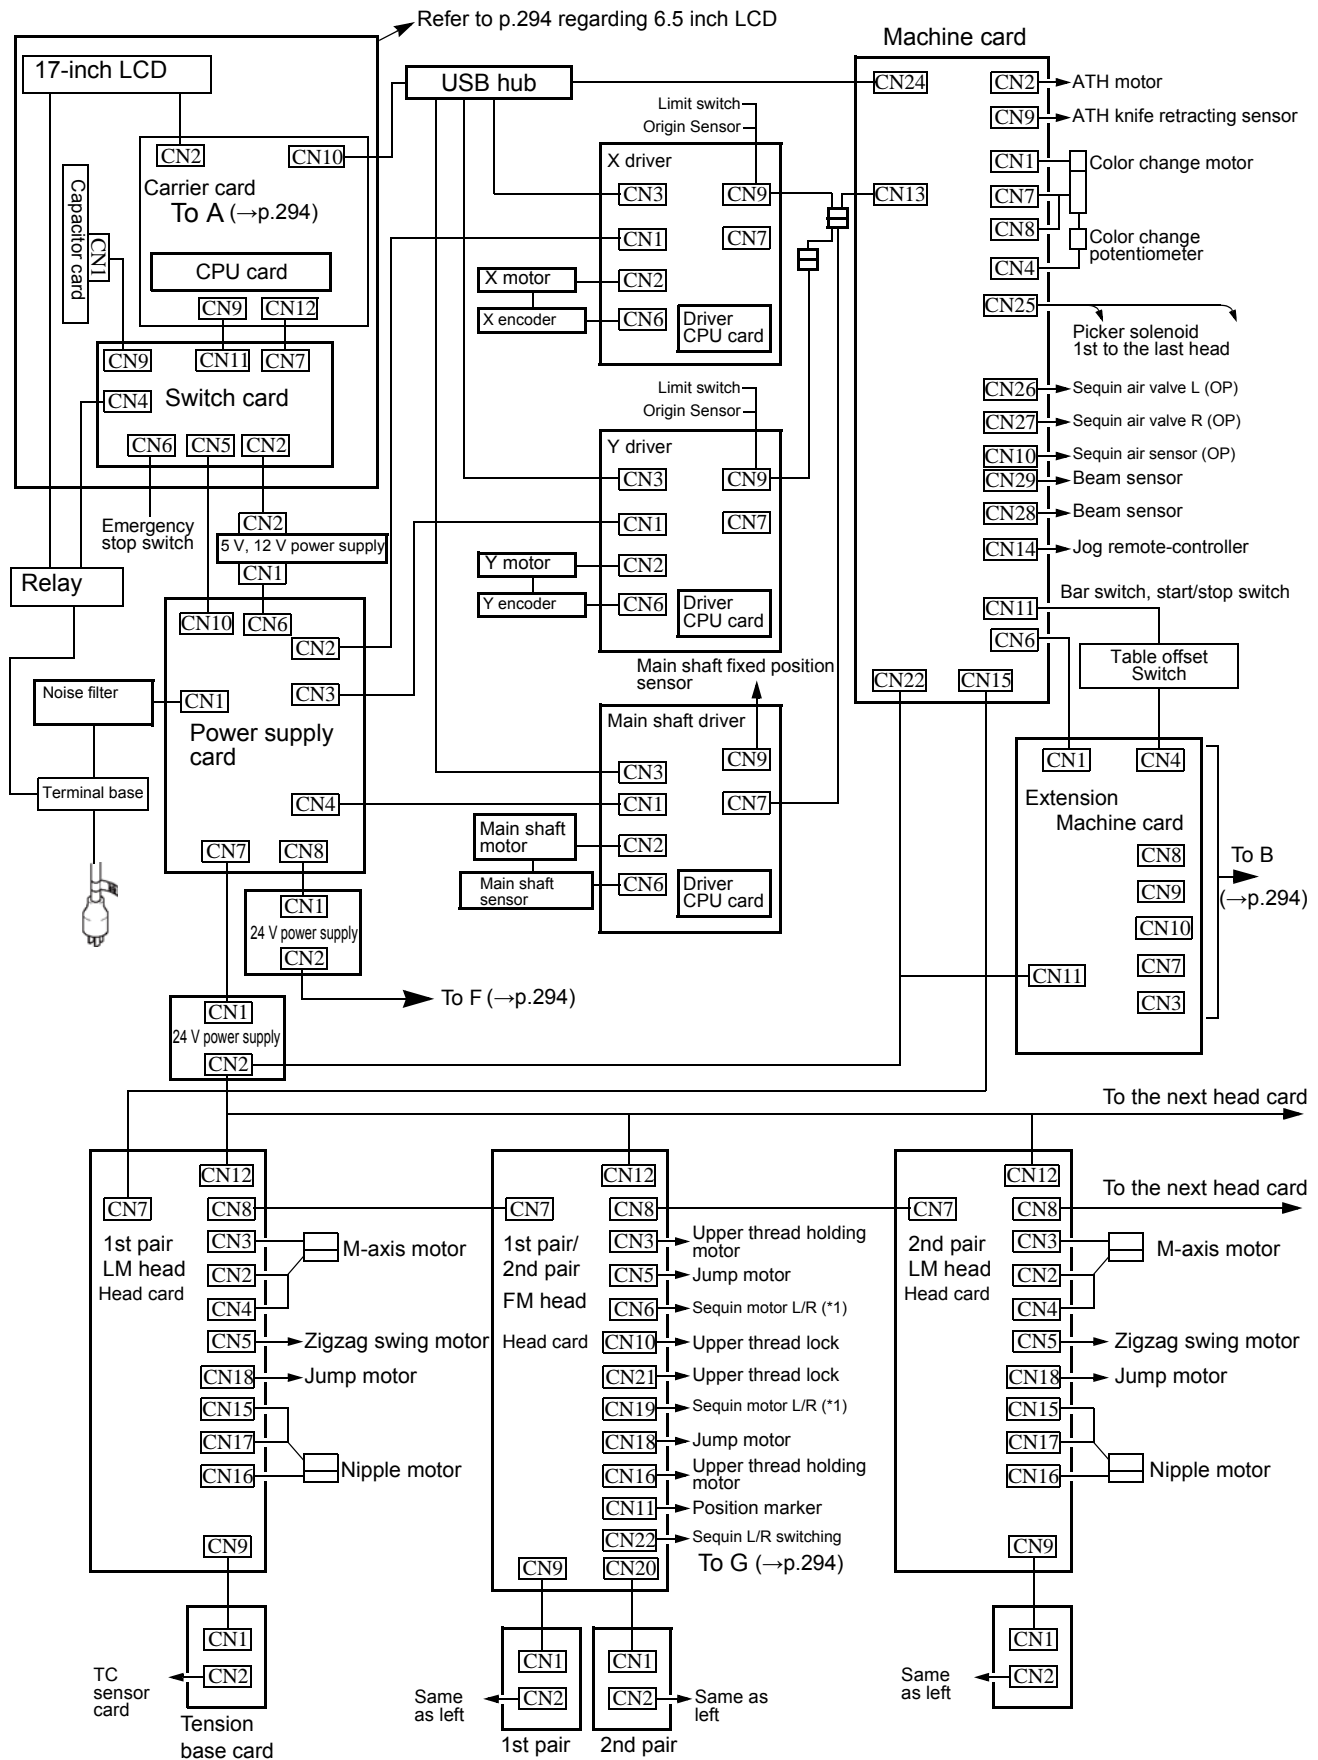 Refer to p.294 regarding 6.5 inch LCD
17-inch LCD
CN2
CN10
Carrier card
To A (→p.294)
CPU card
CN9
CN12
Capacitor card
CN1
CN9
CN11
CN7
CN4
Switch card
CN6
CN5
CN2
Emergency
stop switch
CN2
5 V, 12 V power supply
CN1
Relay
CN10
CN6
CN2
CN3
CN1
Power supply
card
CN4
CN7
CN8
Noise filter
Terminal base
CN1
24 V power supply
CN2
To F (→p.294)
CN1
24 V power supply
CN2
USB hub
Limit switch
Origin Sensor
X driver
CN3
CN9
CN1
CN7
CN2
CN6
Driver
CPU card
X motor
X encoder
Limit switch
Origin Sensor
Y driver
CN3
CN9
CN1
CN7
CN2
CN6
Driver
CPU card
Y motor
Y encoder
Main shaft fixed position
sensor
Main shaft driver
CN9
CN3
CN1
CN7
CN2
CN6
Driver
CPU card
Main shaft
motor
Main shaft
sensor
Machine card
CN24
CN13
CN2
ATH motor
CN9
ATH knife retracting sensor
CN1
Color change motor
CN7
CN8
Color change
potentiometer
CN4
CN25
Picker solenoid
1st to the last head
CN26
Sequin air valve L (OP)
CN27
Sequin air valve R (OP)
CN10
Sequin air sensor (OP)
CN29
Beam sensor
CN28
Beam sensor
CN14
Jog remote-controller
Bar switch, start/stop switch
CN11
CN6
CN22
CN15
Table offset
Switch
CN1
CN4
Extension
Machine card
CN8
CN9
CN10
CN7
CN3
CN11
To B
(→p.294)
To the next head card
CN12
CN7
CN8
1st pair
LM head
Head card
CN3
M-axis motor
CN2
CN4
CN5
Zigzag swing motor
CN18
Jump motor
CN15
CN17
CN16
Nipple motor
CN9
CN1
CN2
TC
sensor
card
Tension
base card
CN12
CN7
CN8
1st pair/
2nd pair
FM head
Head card
CN3
Upper thread holding
motor
CN5
Jump motor
CN6
Sequin motor L/R (*1)
CN10
Upper thread lock
CN21
Upper thread lock
CN19
Sequin motor L/R (*1)
CN18
Jump motor
CN16
Upper thread holding
motor
CN11
Position marker
CN22
Sequin L/R switching
To G (→p.294)
CN9
CN20
CN1
CN2
Same
as left
1st pair
CN1
CN2
Same as
left
2nd pair
CN12
CN7
CN8
To the next head card
2nd pair
LM head
Head card
CN3
M-axis motor
CN2
CN4
CN5
Zigzag swing motor
CN18
Jump motor
CN15
CN17
CN16
Nipple motor
CN9
CN1
CN2
Same
as left